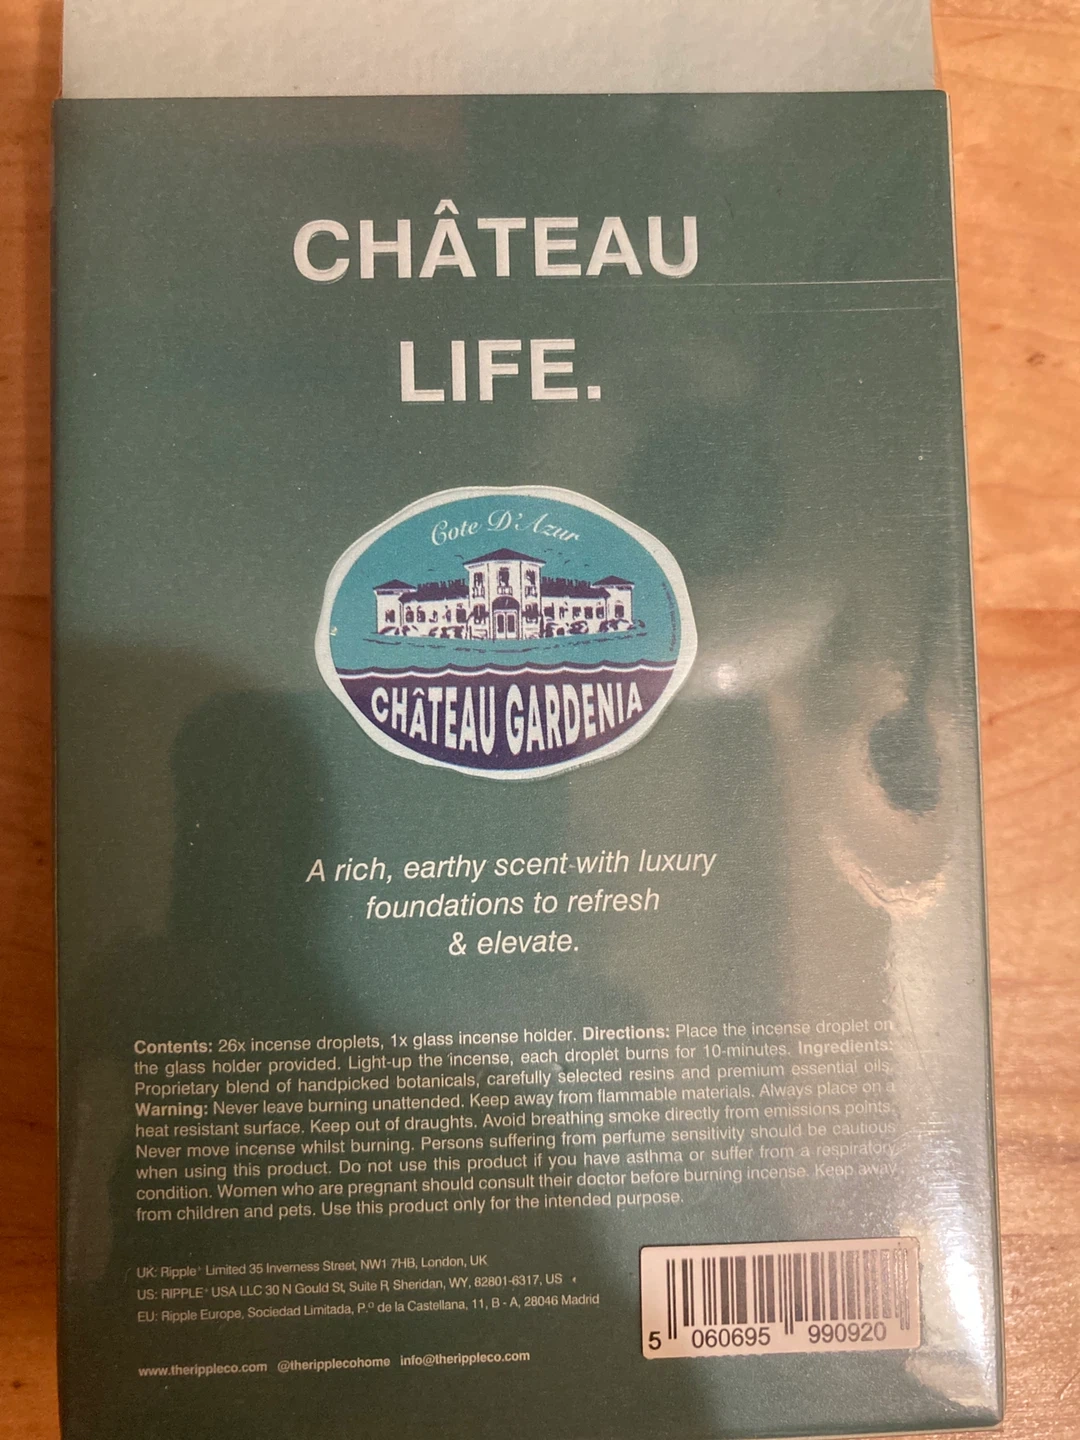 CHÂTEAU
LIFE.
Cote D'Azur
CHÂTEAU GARDENIA
A rich, earthy scent with luxury
foundations to refresh
& elevate.
Contents: 26x incense droplets, 1x glass incense holder. Directions: Place the incense droplet on
the glass holder provided. Light-up the incense, each droplet burns for 10-minutes. Ingredients:
Proprietary blend of handpicked botanicals, carefully selected resins and premium essential oils.
Warning: Never leave burning unattended. Keep away from flammable materials. Always place on a
heat resistant surface. Keep out of draughts. Avoid breathing smoke directly from emissions points.
Never move incense whilst burning. Persons suffering from perfume sensitivity should be cautious
when using this product. Do not use this product if you have asthma or suffer from a respiratory
condition. Women who are pregnant should consult their doctor before burning incense. Keep away
from children and pets. Use this product only for the intended purpose.
UK: Ripple+ Limited 35 Inverness Street, NW1 7HB, London, UK
US: RIPPLE+ USA LLC 30 N Gould St, Suite R Sheridan, WY, 82801-6317, US
EU: Ripple Europe, Sociedad Limitada, P.º de la Castellana, 11, B - A, 28046 Madrid
www.therippleco.com @theripplecohome info@therippleco.com
5 060695 990920